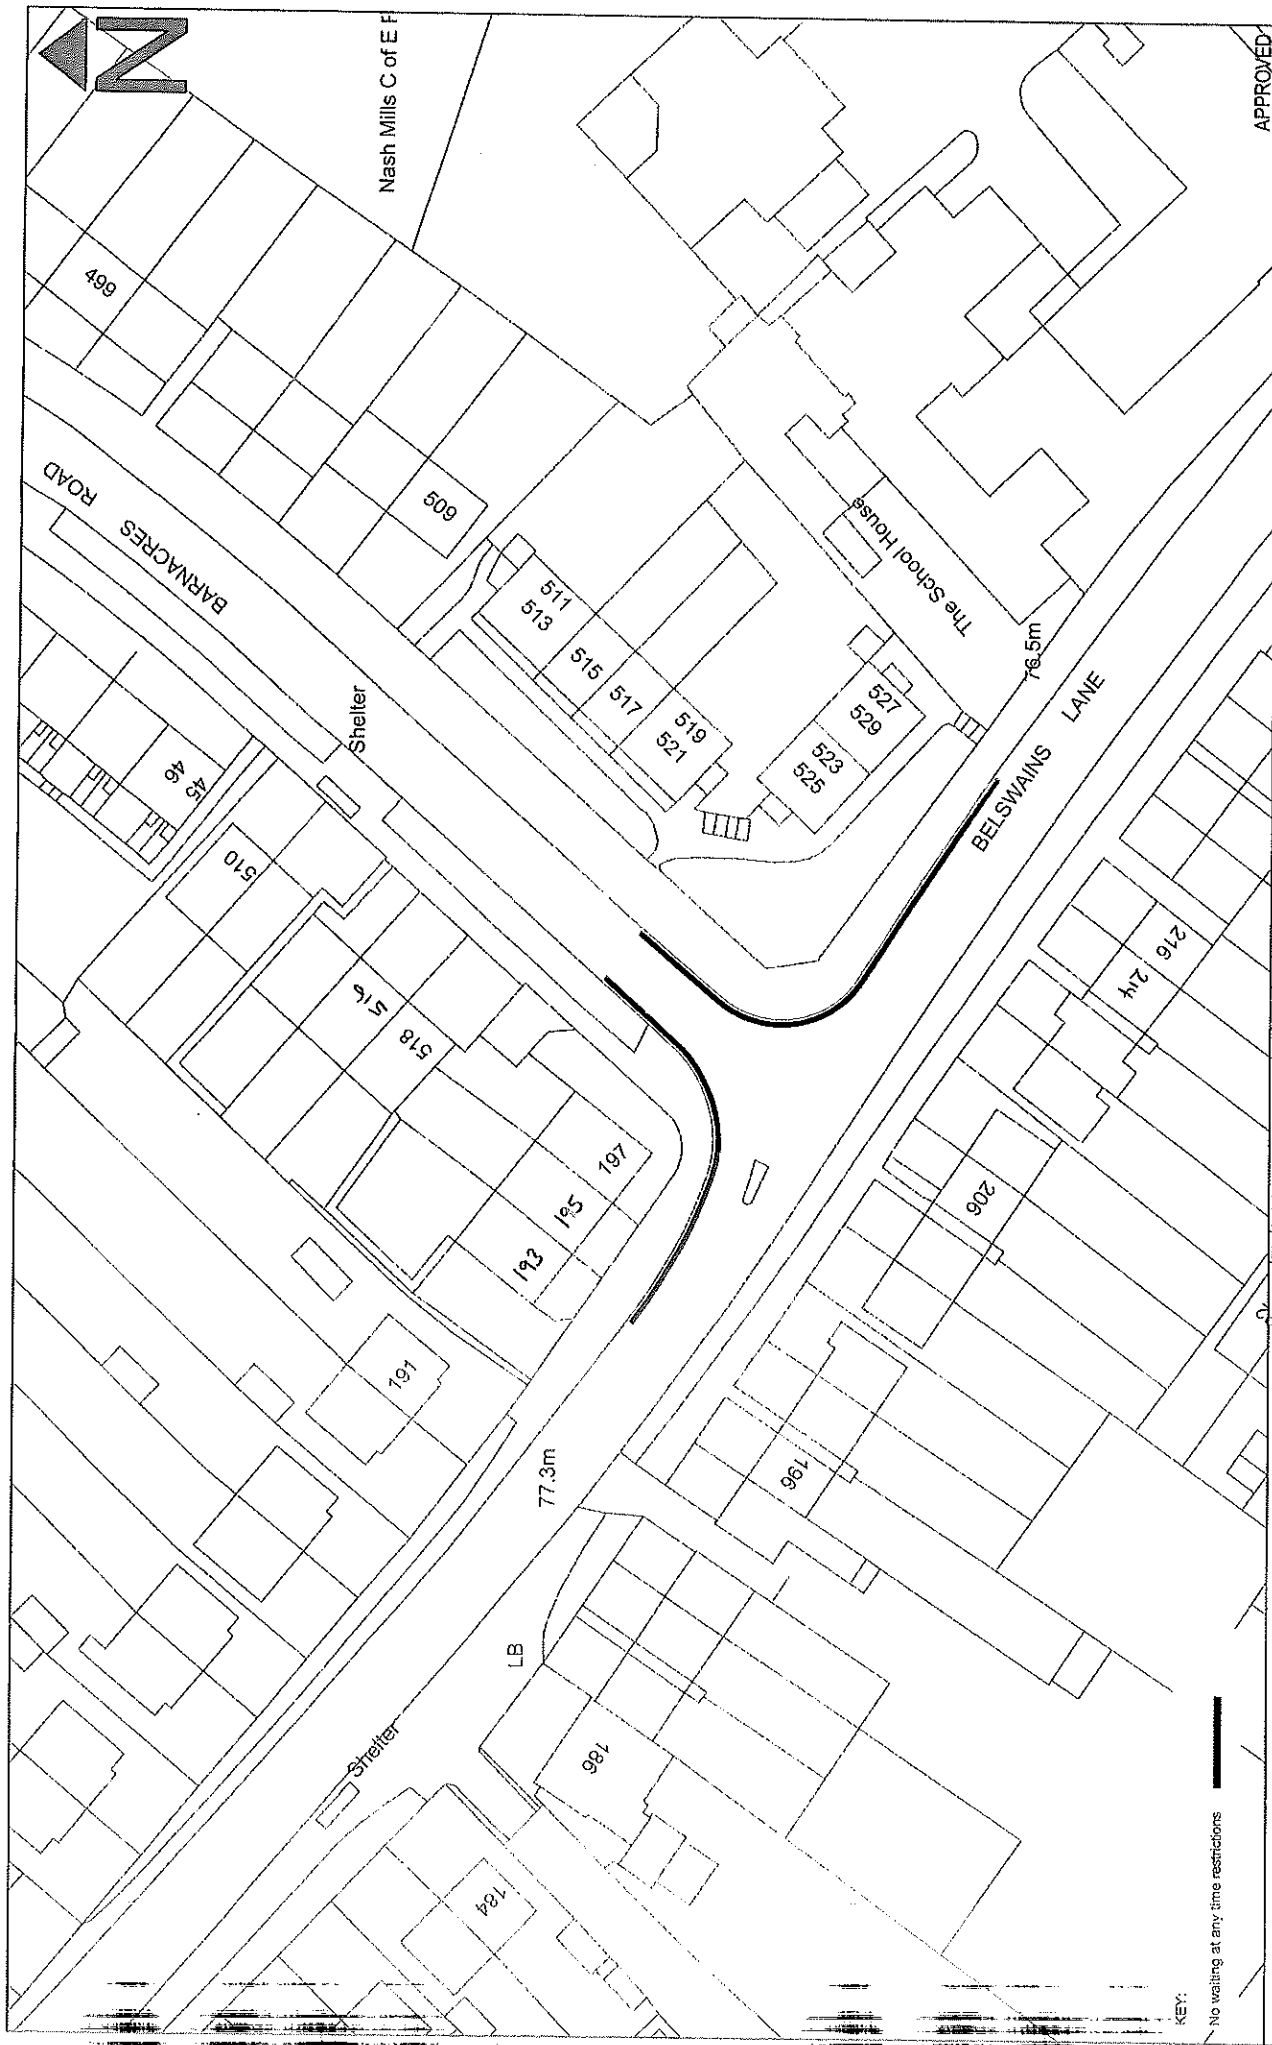 N
Nash Mills C of E P
499
BARNACRES ROAD
509
Shelter
46
45
510
511
513
515
517
519
521
516
518
523
525
527
529
The School House
76.5m
BELSWAINS LANE
197
195
193
191
216
214
206
196
77.3m
LB
186
Shelter
184
KEY:
No waiting at any time restrictions
APPROVED